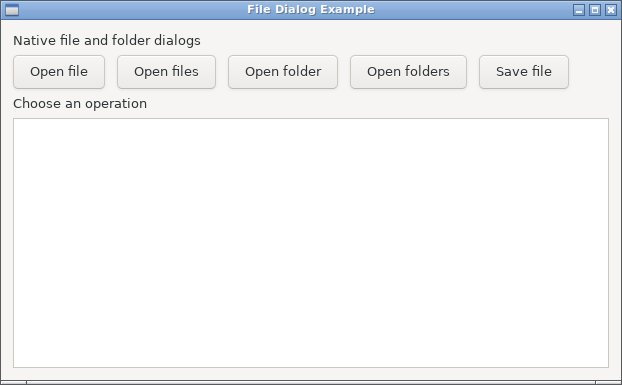 File Dialog Example
Native file and folder dialogs
Open file Open files Open folder Open folders Save file
Choose an operation